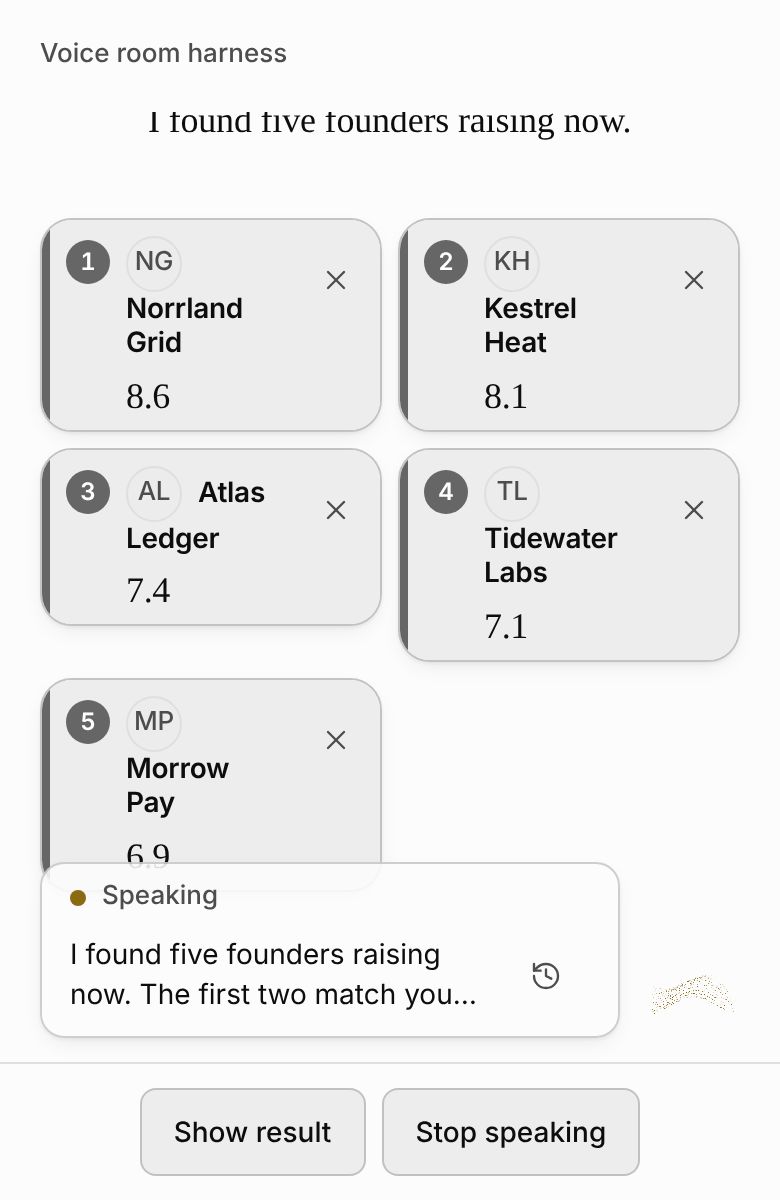 Voice room harness
I found five founders raising now.
1 NG
Norrland
Grid
8.6
2 KH
Kestrel
Heat
8.1
3 AL Atlas
Ledger
7.4
4 TL
Tidewater
Labs
7.1
5 MP
Morrow
Pay
6.9
Speaking
I found five founders raising
now. The first two match you...
Show result
Stop speaking